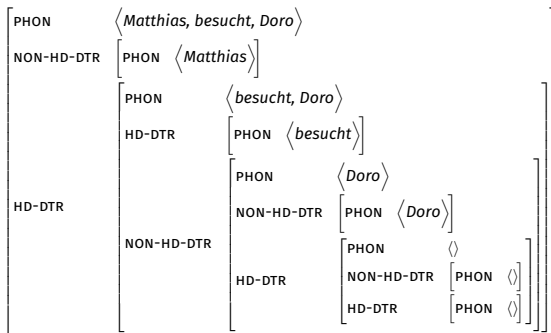 PHON ⟨Matthias, besucht, Doro⟩
NON-HD-DTR [PHON ⟨Matthias⟩]
PHON ⟨besucht, Doro⟩
HD-DTR [PHON ⟨besucht⟩]
PHON ⟨Doro⟩
NON-HD-DTR [PHON ⟨Doro⟩]
HD-DTR
NON-HD-DTR
PHON ⟨⟩
HD-DTR NON-HD-DTR [PHON ⟨⟩]
HD-DTR [PHON ⟨⟩]